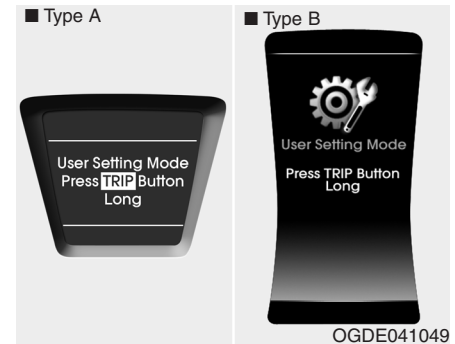 ■ Type A
User Setting Mode
Press TRIP Button
Long
■ Type B
User Setting Mode
Press TRIP Button
Long
OGDE041049